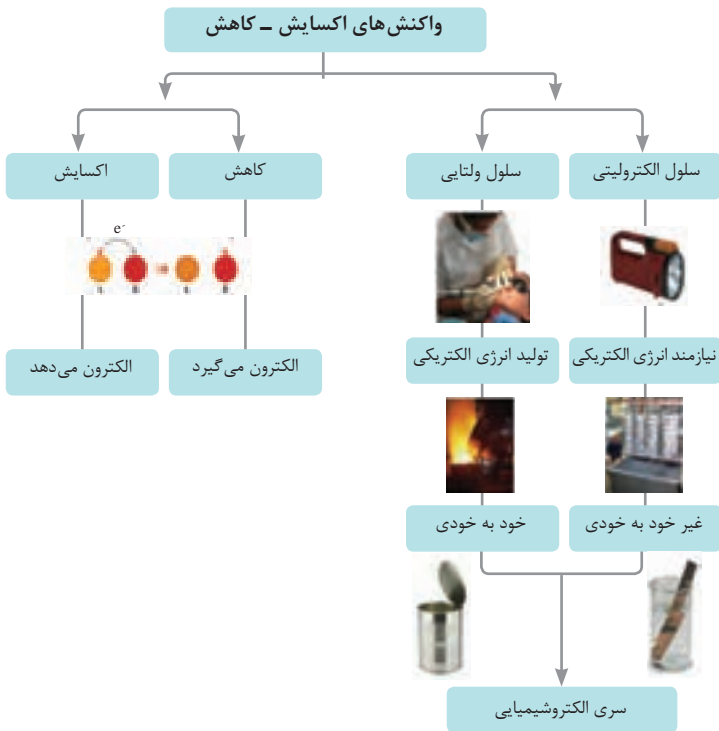 واکنش‌های اکسایش ـ کاهش
سلول الکترولیتی
سلول ولتایی
کاهش
اکسایش
e-
نیازمند انرژی الکتریکی
تولید انرژی الکتریکی
الکترون می‌گیرد
الکترون می‌دهد
غیر خود به خودی
خود به خودی
سری الکتروشیمیایی